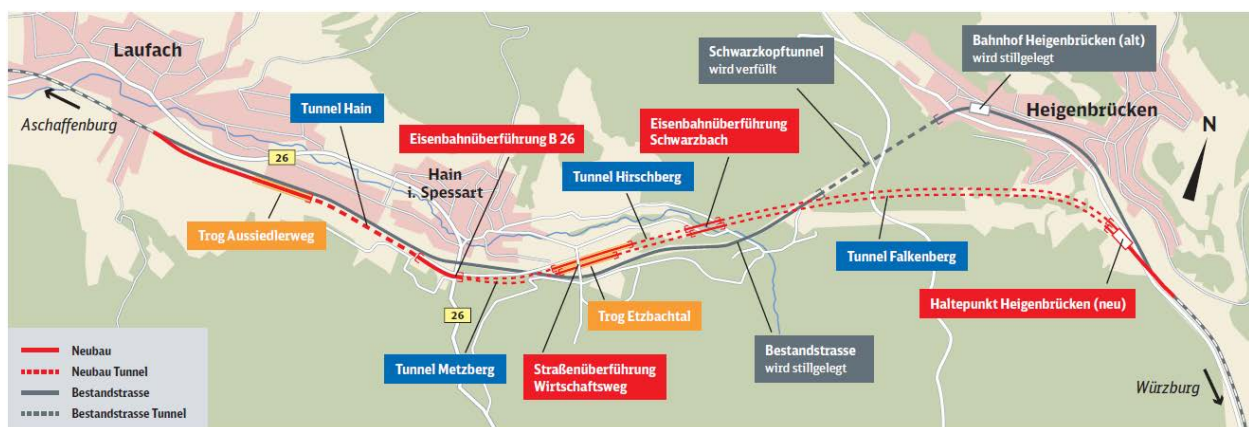 Laufach
Aschaffenburg
Tunnel Hain
26
Eisenbahnüberführung B 26
Hain
i. Spessart
Trog Aussiedlerweg
Schwarzkopftunnel
wird verfüllt
Bahnhof Heigenbrücken (alt)
wird stillgelegt
Heigenbrücken
N
Eisenbahnüberführung
Schwarzbach
Tunnel Hirschberg
Tunnel Falkenberg
Haltepunkt Heigenbrücken (neu)
26
Trog Etzbachtal
Tunnel Metzberg
Straßenüberführung
Wirtschaftsweg
Bestandstrasse
wird stillgelegt
Würzburg
Neubau
Neubau Tunnel
Bestandstrasse
Bestandstrasse Tunnel